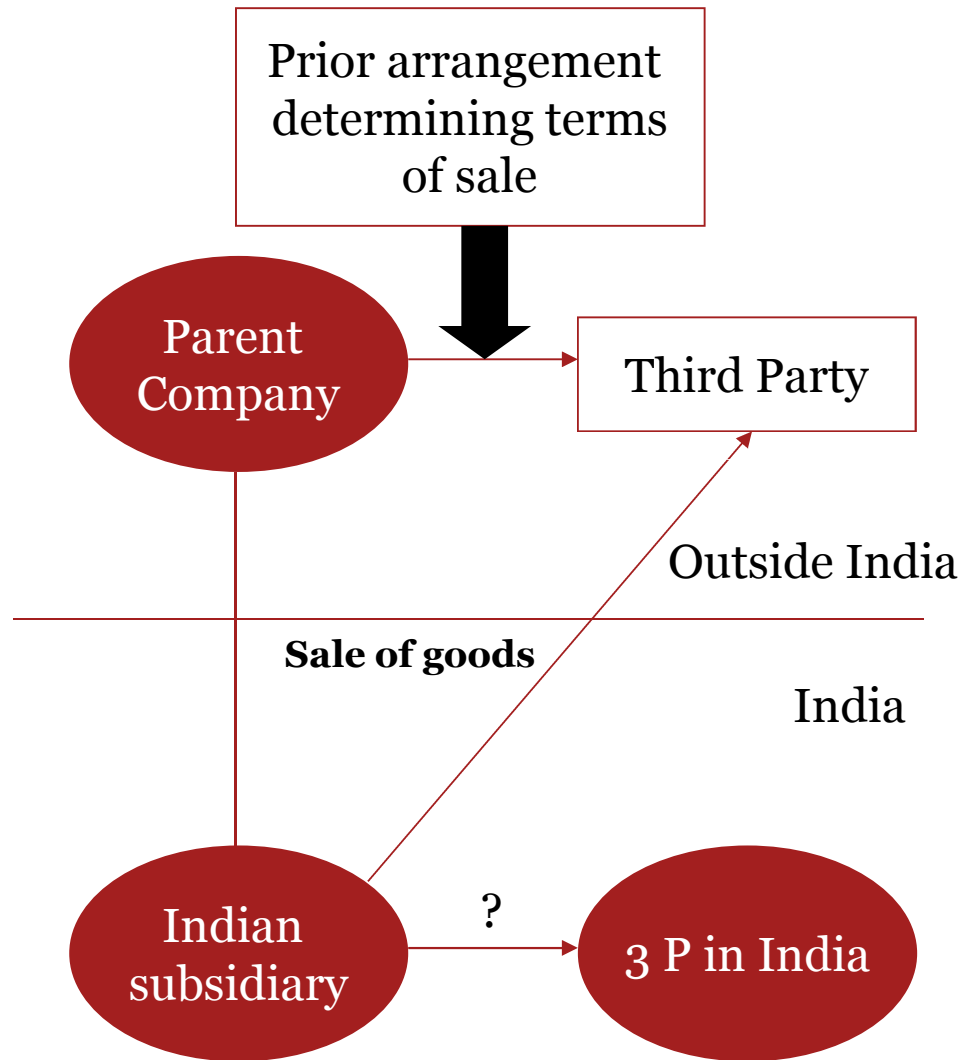 Prior arrangement
determining terms
of sale
Parent
Company
Third Party
Outside India
Sale of goods
India
Indian
subsidiary
?
3 P in India